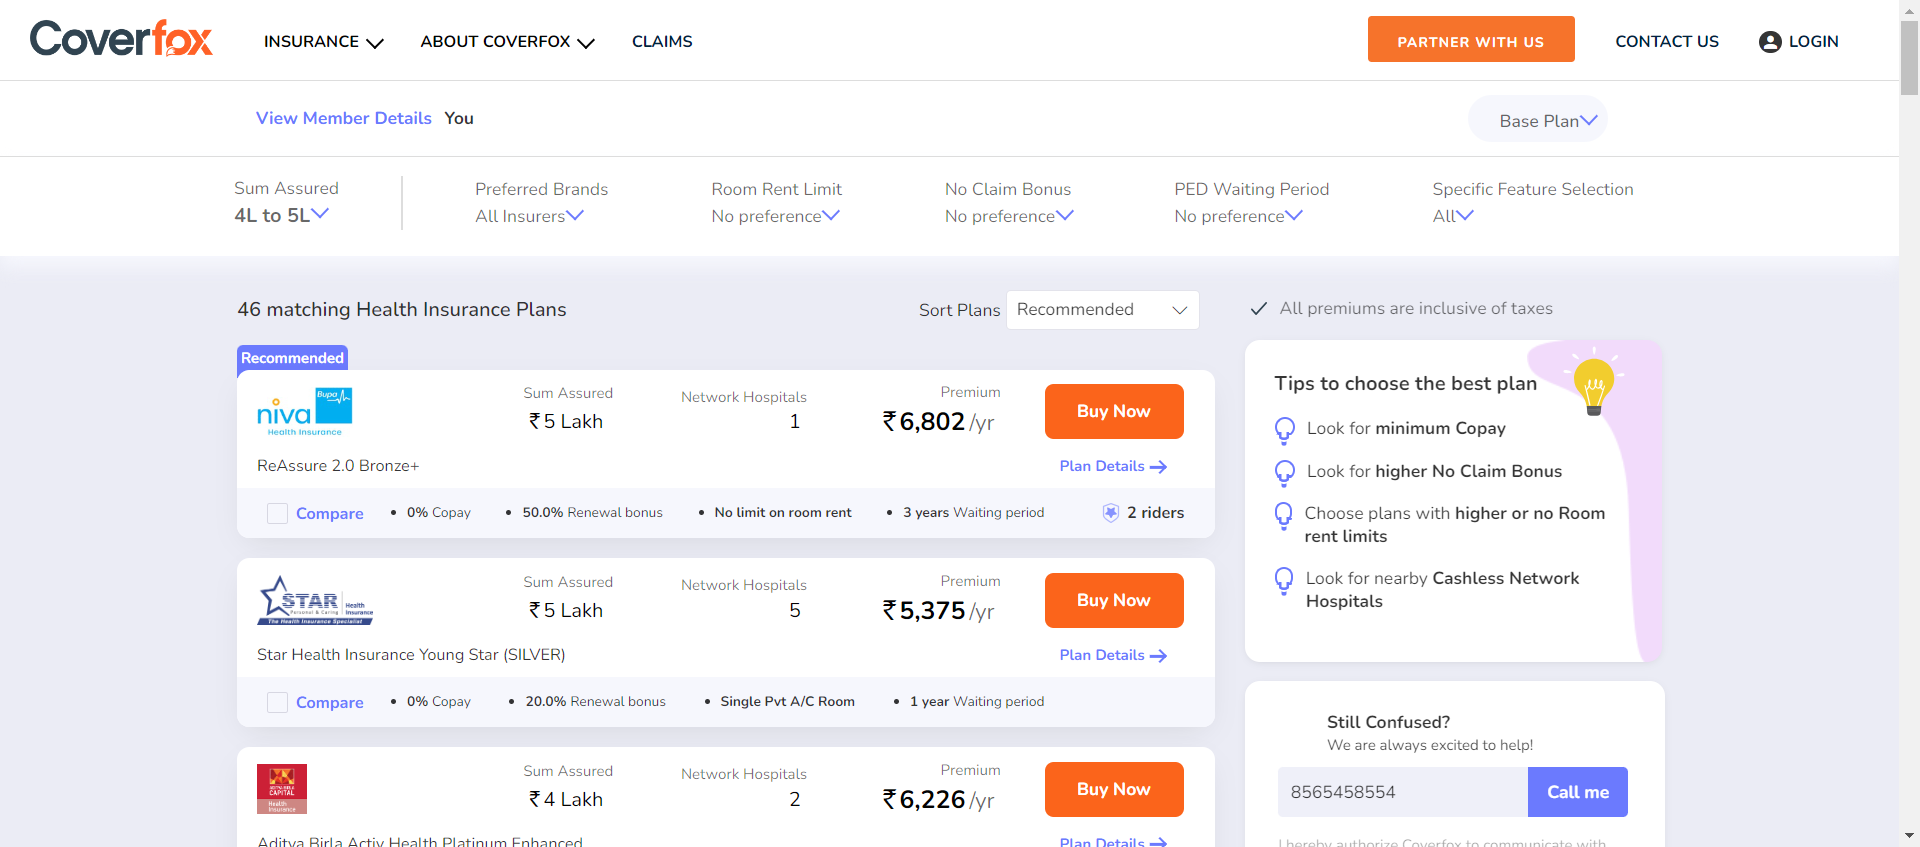 Coverfox
INSURANCE
ABOUT COVERFOX
CLAIMS
PARTNER WITH US
CONTACT US
LOGIN
View Member Details You
Base Plan
Sum Assured
4L to 5L
Preferred Brands
All Insurers
Room Rent Limit
No preference
No Claim Bonus
No preference
PED Waiting Period
No preference
Specific Feature Selection
All
46 matching Health Insurance Plans
Sort Plans
Recommended
All premiums are inclusive of taxes
Recommended
niva Bupa
Health Insurance
Sum Assured
₹ 5 Lakh
Network Hospitals
1
Premium
₹ 6,802 /yr
Buy Now
ReAssure 2.0 Bronze+
Plan Details
Compare
• 0% Copay
• 50.0% Renewal bonus
• No limit on room rent
• 3 years Waiting period
2 riders
STAR Health Insurance
Personal & Caring
The Health Insurance Specialist
Sum Assured
₹ 5 Lakh
Network Hospitals
5
Premium
₹ 5,375 /yr
Buy Now
Star Health Insurance Young Star (SILVER)
Plan Details
Compare
• 0% Copay
• 20.0% Renewal bonus
• Single Pvt A/C Room
• 1 year Waiting period
ADITYA BIRLA
CAPITAL
Health
Insurance
Sum Assured
₹ 4 Lakh
Network Hospitals
2
Premium
₹ 6,226 /yr
Buy Now
Aditya Birla Activ Health Platinum Enhanced
Plan Details
Tips to choose the best plan
Look for minimum Copay
Look for higher No Claim Bonus
Choose plans with higher or no Room
rent limits
Look for nearby Cashless Network
Hospitals
Still Confused?
We are always excited to help!
8565458554
Call me
I hereby authorize Coverfox to communicate with